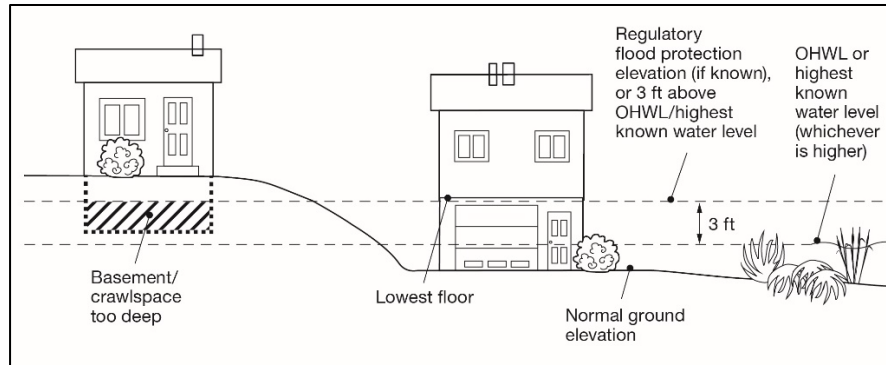 Regulatory
flood protection
elevation (if known),
or 3 ft above
OHWL/highest
known water level
OHWL or
highest
known
water level
(whichever
is higher)
3 ft
Basement/
crawlspace
too deep
Lowest floor
Normal ground
elevation